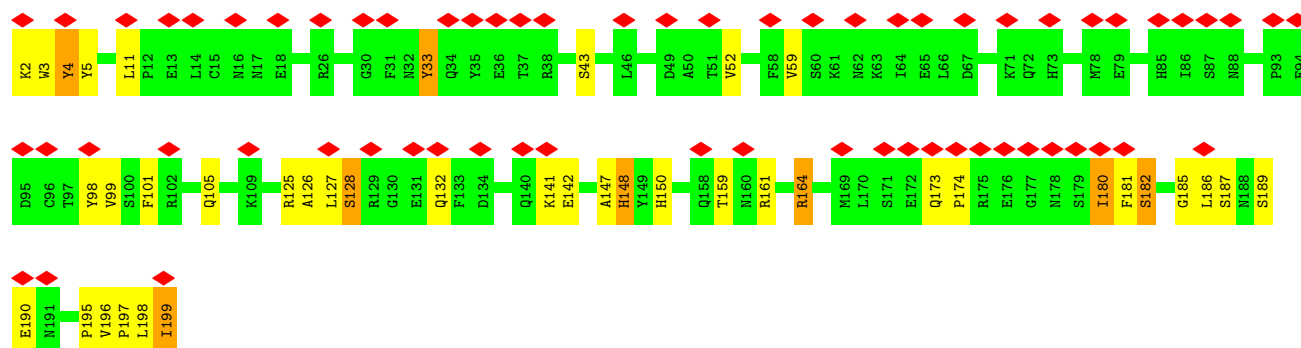 K2 W3 Y4 Y5 L11 P12 E13 L14 C15 N16 N17 E18 R26 G30 F31 N32 Y33 Q34 Y35 E36 T37 R38 S43 L46 D49 A50 T51 V52 F58 V59 S60 K61 N62 K63 I64 E65 L66 D67 K71 Q72 H73 M78 E79 H85 I86 S87 N88 P93 E94
D95 C96 T97 Y98 V99 S100 F101 R102 Q105 K109 R125 A126 L127 S128 R129 G130 E131 Q132 F133 D134 Q140 K141 E142 A147 H148 Y149 H150 Q158 T159 N160 R161 R164 M169 L170 S171 E172 Q173 P174 R175 E176 G177 N178 S179 I180 F181 S182 G185 L186 S187 N188 S189
E190 N191 P195 V196 P197 L198 I199